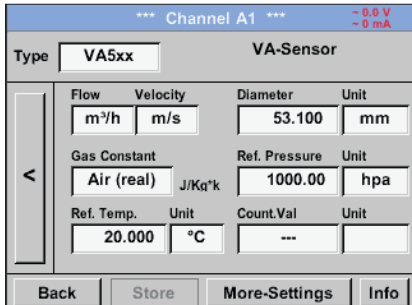 *** Channel A1 ***
~ 0.0 V
~ 0 mA
Type VA5xx VA-Sensor
Flow Velocity Diameter Unit
m³/h m/s 53.100 mm
Gas Constant Ref. Pressure Unit
< Air (real) J/Kg*k 1000.00 hpa
Ref. Temp. Unit Count.Val Unit
20.000 °C ---
Back Store More-Settings Info